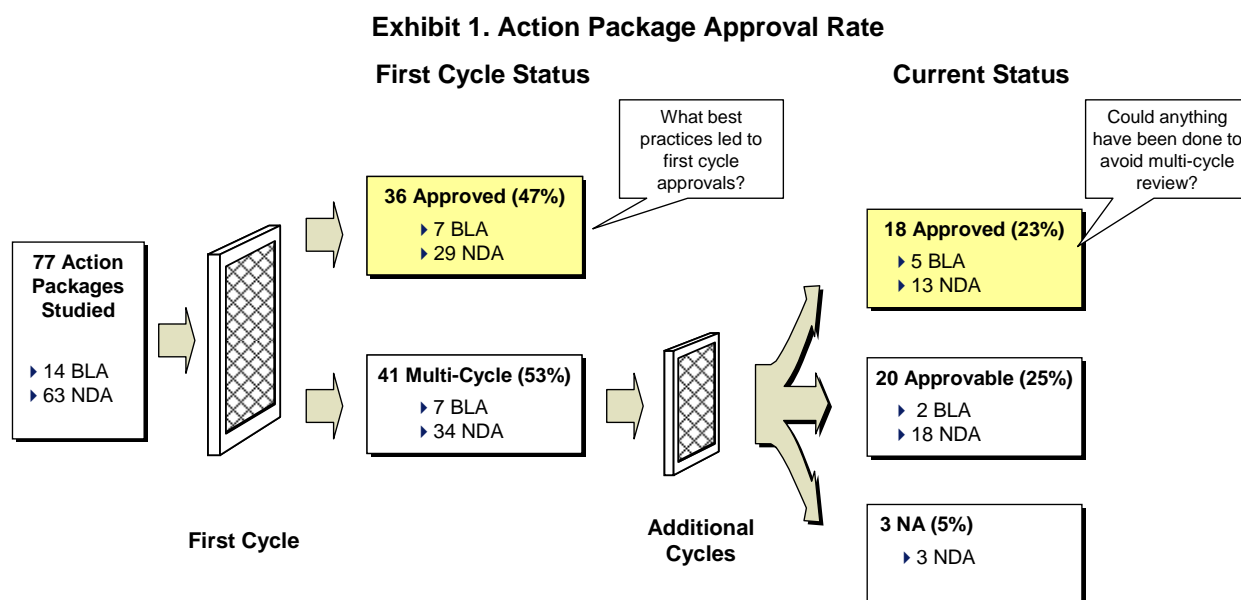 Exhibit 1. Action Package Approval Rate
First Cycle Status
Current Status
What best
practices led to
first cycle
approvals?
Could anything
have been done to
avoid multi-cycle
review?
77 Action
Packages
Studied
14 BLA
63 NDA
First Cycle
36 Approved (47%)
7 BLA
29 NDA
41 Multi-Cycle (53%)
7 BLA
34 NDA
Additional
Cycles
18 Approved (23%)
5 BLA
13 NDA
20 Approvable (25%)
2 BLA
18 NDA
3 NA (5%)
3 NDA